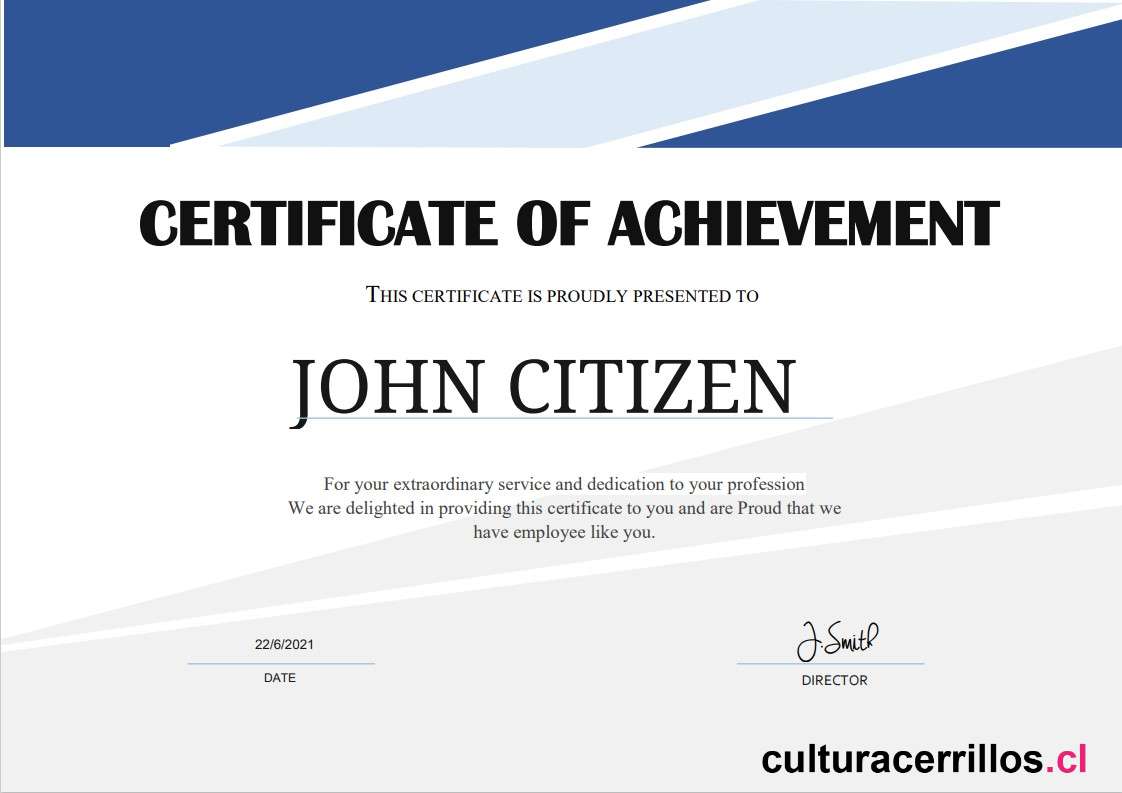 CERTIFICATE OF ACHIEVEMENT
THIS CERTIFICATE IS PROUDLY PRESENTED TO
JOHN CITIZEN
For your extraordinary service and dedication to your profession
We are delighted in providing this certificate to you and are Proud that we
have employee like you.
22/6/2021
DATE
J.Smith
DIRECTOR
culturacerrillos.cl